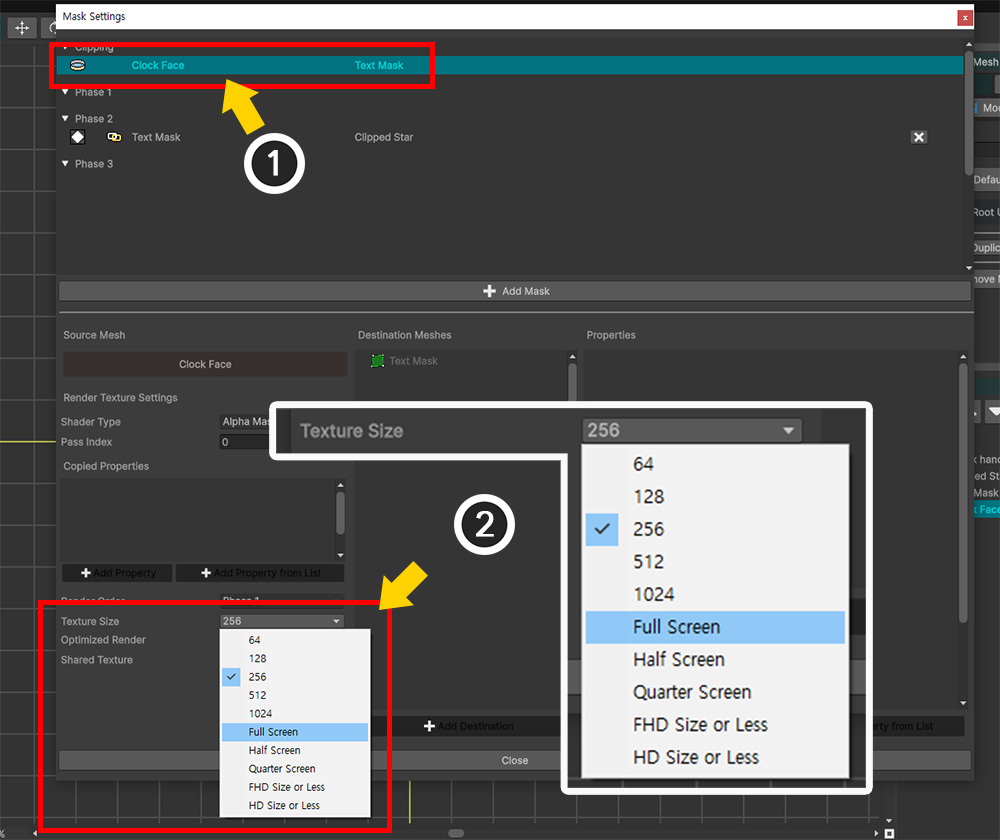 Mask Settings
x
Clipping
Clock Face Text Mask
Phase 1
Phase 2
Text Mask Clipped Star
Phase 3
1
Add Mask
Source Mesh Destination Meshes Properties
Clock Face Text Mask
Render Texture Settings
Shader Type Alpha Mas
Pass Index 0
Copied Properties
Add Property Add Property from List
Render Order Phase 1
Texture Size 256
Optimized Render
Shared Texture
64
128
256
512
1024
Full Screen
Half Screen
Quarter Screen
FHD Size or Less
HD Size or Less
2
Texture Size 256
64
128
256
512
1024
Full Screen
Half Screen
Quarter Screen
FHD Size or Less
HD Size or Less
Add Destination
erty from List
Close
Mesh
Mod
Defau
Root U
Duplic
move M
k hand
ed Sta
Mask
k Face
%